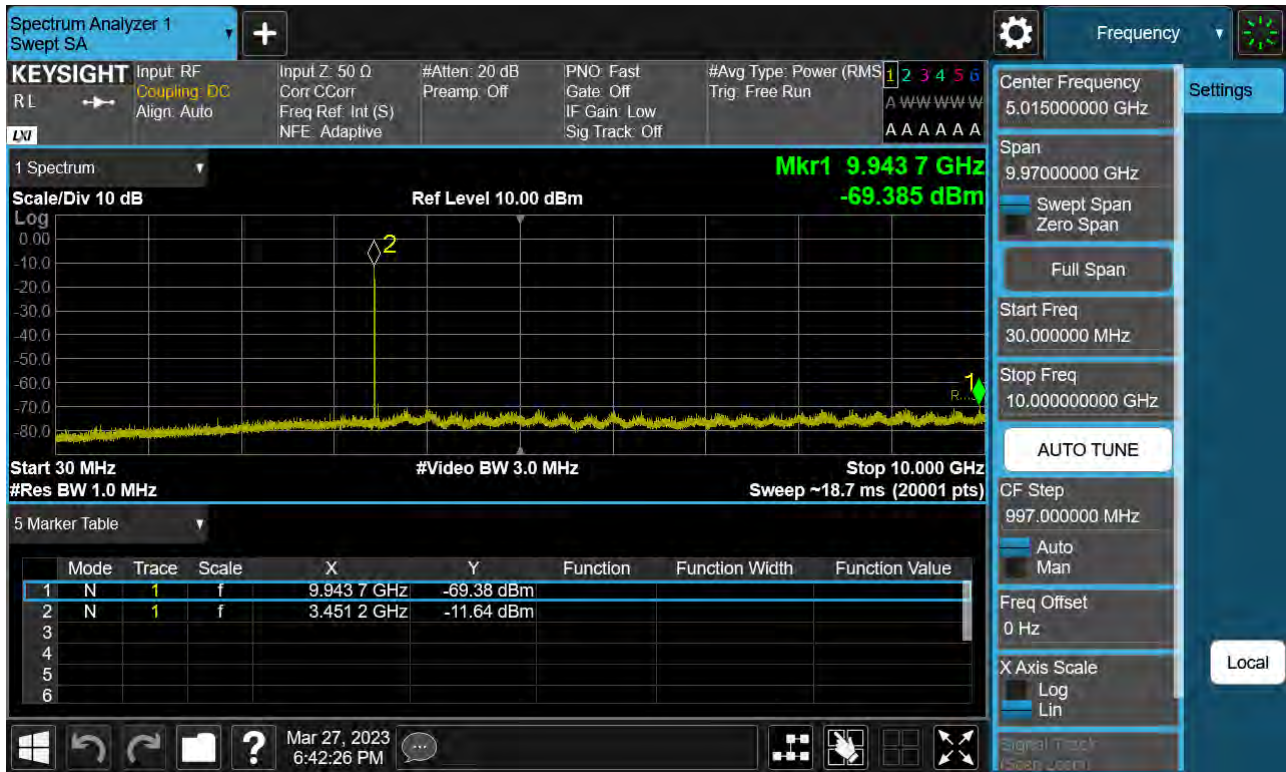 Spectrum Analyzer 1
Swept SA
Frequency
KEYSIGHT
RL
LXI
Input: RF
Coupling: DC
Align: Auto
Input Z: 50 Ω
Corr CCorr
Freq Ref: Int (S)
NFE: Adaptive
#Atten: 20 dB
Preamp: Off
PNO: Fast
Gate: Off
IF Gain: Low
Sig Track: Off
#Avg Type: Power (RMS
Trig: Free Run
1 2 3 4 5 6
A W W W W W
A A A A A A
1 Spectrum
Mkr1 9.943 7 GHz
Scale/Div 10 dB
Ref Level 10.00 dBm
-69.385 dBm
Log
0.00
-10.0
-20.0
-30.0
-40.0
-50.0
-60.0
-70.0
-80.0
2
1
Start 30 MHz
#Video BW 3.0 MHz
Stop 10.000 GHz
#Res BW 1.0 MHz
Sweep ~18.7 ms (20001 pts)
5 Marker Table
Mode Trace Scale X Y Function Function Width Function Value
1 N 1 f 9.943 7 GHz -69.38 dBm
2 N 1 f 3.451 2 GHz -11.64 dBm
3
4
5
6
Mar 27, 2023
6:42:26 PM
Center Frequency
5.015000000 GHz
Span
9.97000000 GHz
Swept Span
Zero Span
Full Span
Start Freq
30.000000 MHz
Stop Freq
10.000000000 GHz
AUTO TUNE
CF Step
997.000000 MHz
Auto
Man
Freq Offset
0 Hz
X Axis Scale
Log
Lin
Signal Track
(Span Zoom)
Settings
Local